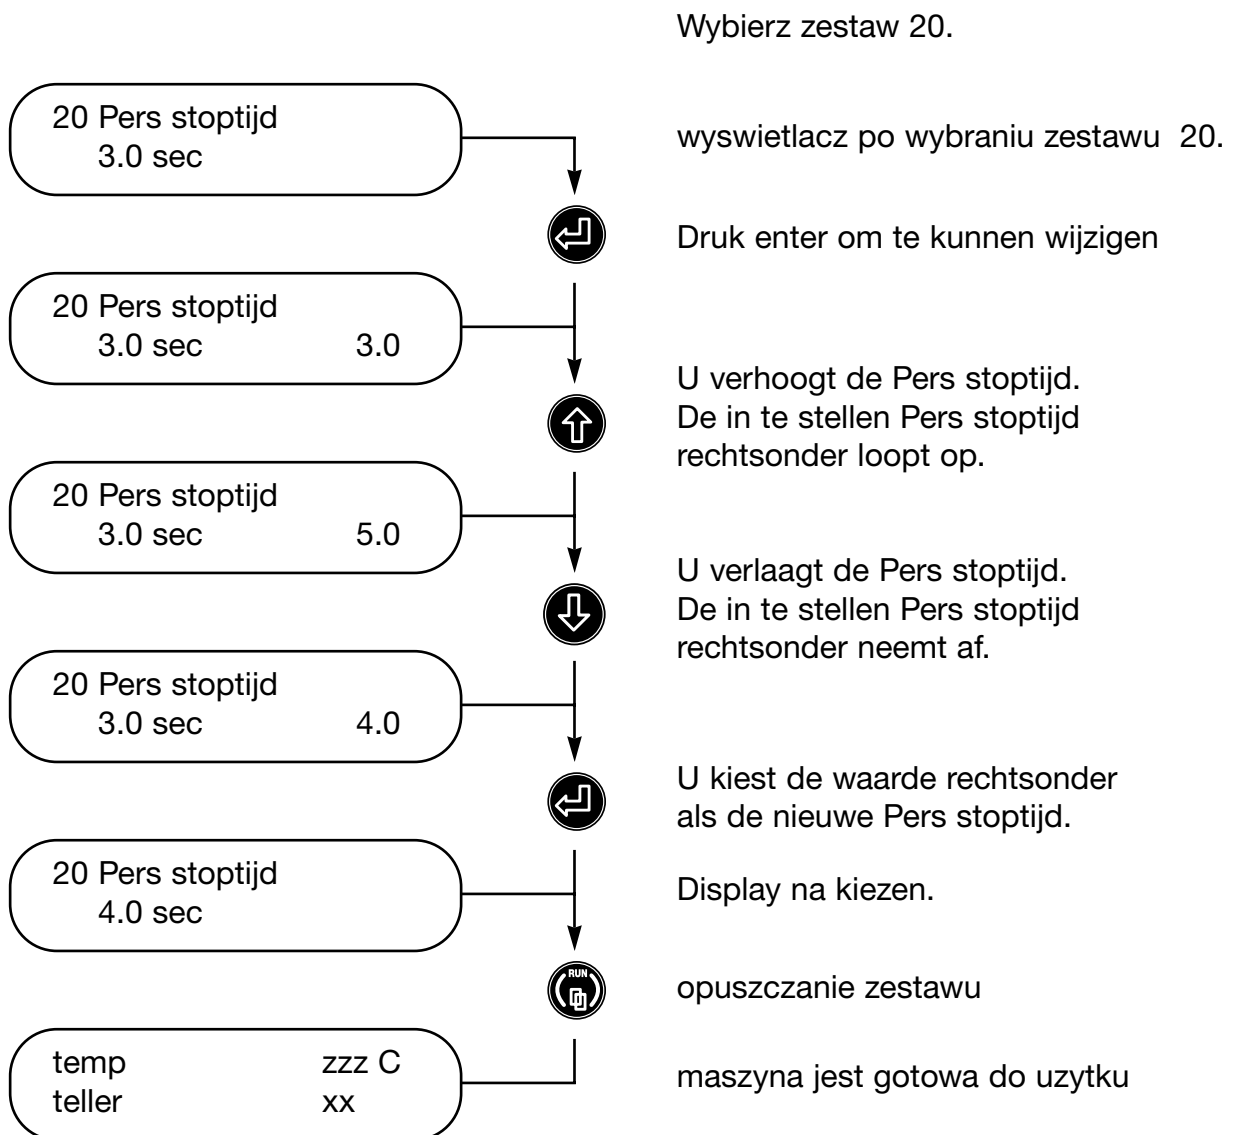 Wybierz zestaw 20.
20 Pers stoptijd
3.0 sec
wyswietlacz po wybraniu zestawu 20.
Druk enter om te kunnen wijzigen
20 Pers stoptijd
3.0 sec 3.0
U verhoogt de Pers stoptijd.
De in te stellen Pers stoptijd
rechtsonder loopt op.
20 Pers stoptijd
3.0 sec 5.0
U verlaagt de Pers stoptijd.
De in te stellen Pers stoptijd
rechtsonder neemt af.
20 Pers stoptijd
3.0 sec 4.0
U kiest de waarde rechtsonder
als de nieuwe Pers stoptijd.
20 Pers stoptijd
4.0 sec
Display na kiezen.
RUN
opuszczanie zestawu
temp zzz C
teller xx
maszyna jest gotowa do uzytku